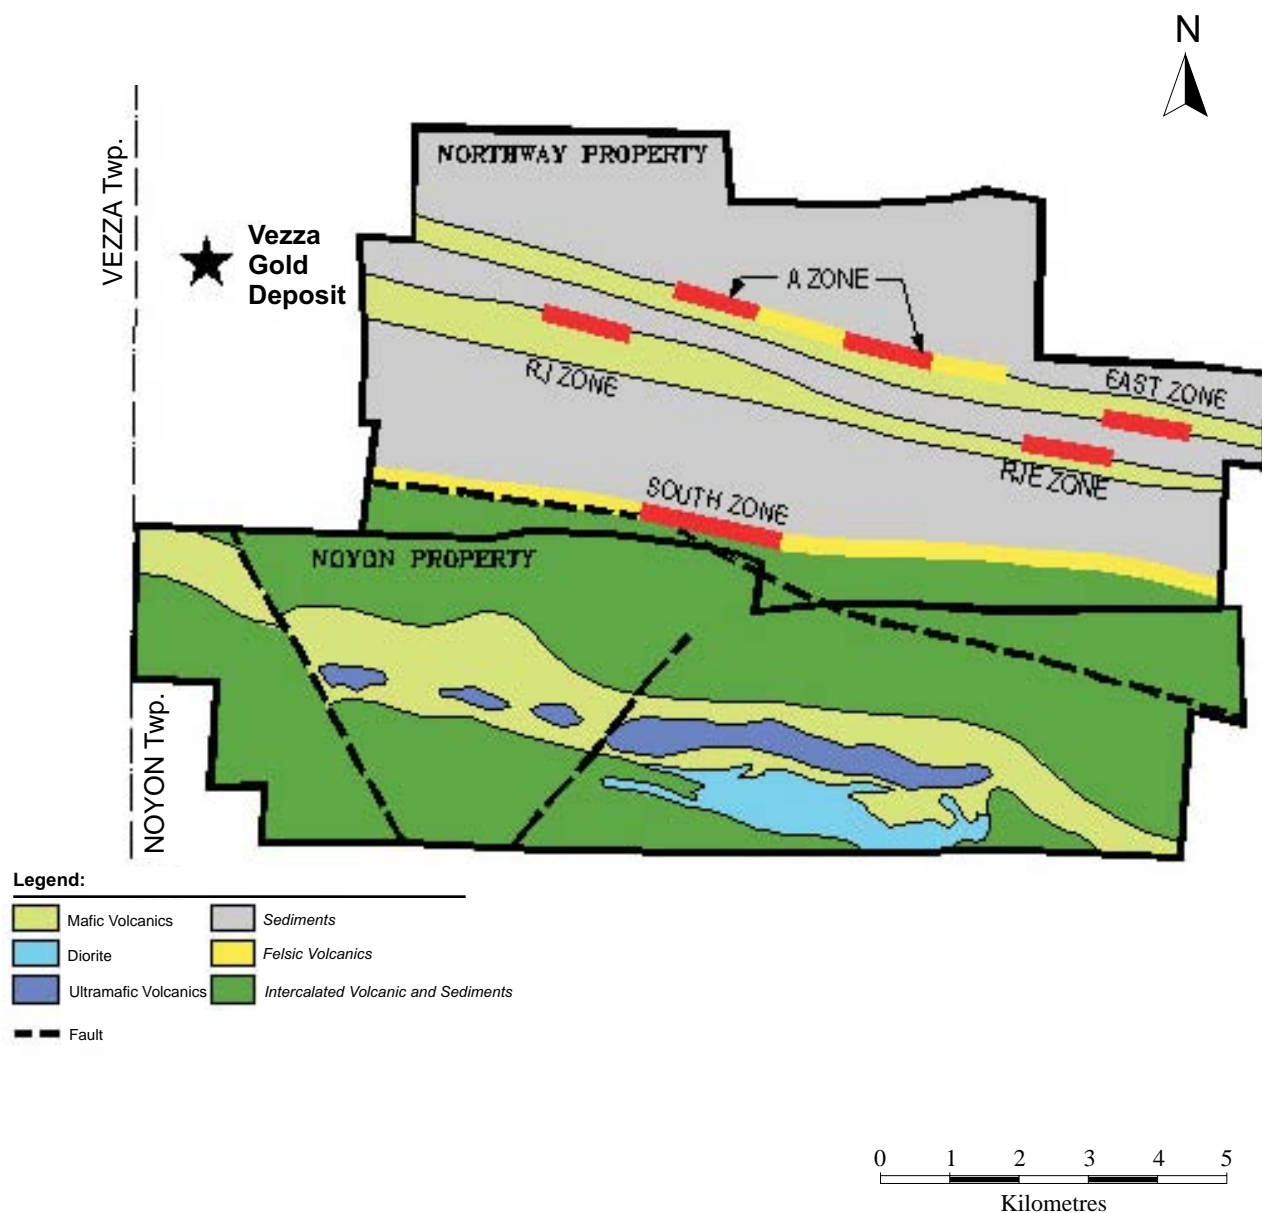 N
VEZZA Twp.
NORTHWAY PROPERTY
Vezza
Gold
Deposit
A ZONE
RJ ZONE
EAST ZONE
RJE ZONE
SOUTH ZONE
NOYON PROPERTY
NOYON Twp.
Legend:
Mafic Volcanics
Sediments
Diorite
Felsic Volcanics
Ultramafic Volcanics
Intercalated Volcanic and Sediments
Fault
0 1 2 3 4 5
Kilometres